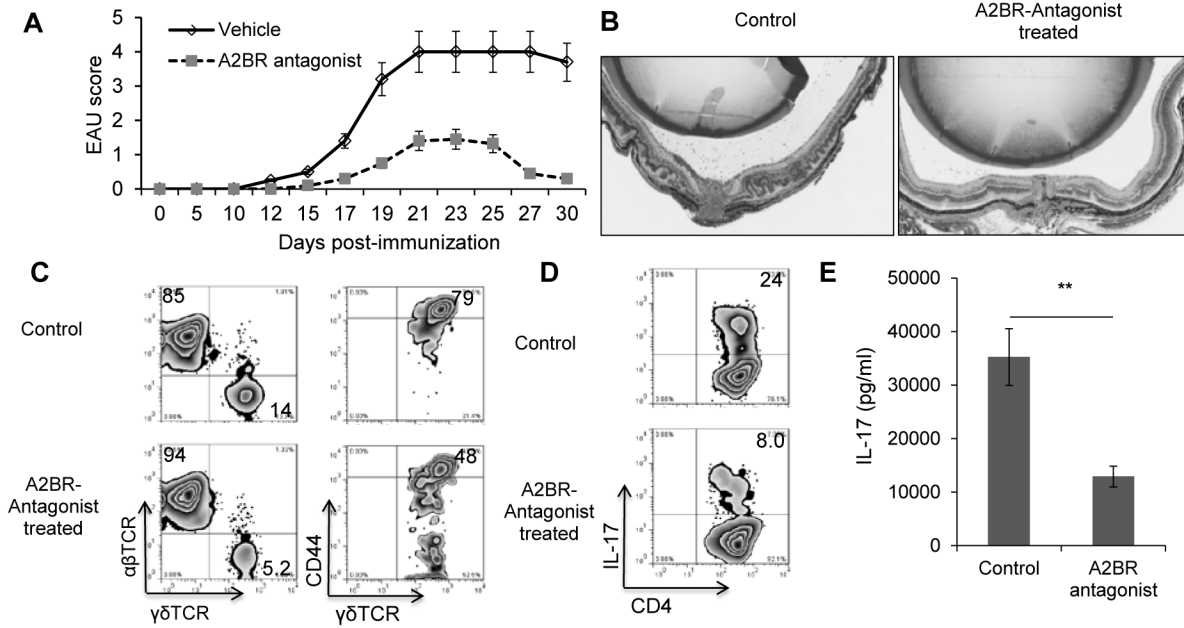 A
5
4
3
2
1
0
EAU score
Vehicle
A2BR antagonist
0 5 10 12 15 17 19 21 23 25 27 30
Days post-immunization
B
Control
A2BR-Antagonist
treated
C
Control
85
14
79
A2BR-
Antagonist
treated
94
5.2
48
αβTCR
γδTCR
CD44
γδTCR
D
Control
24
A2BR-
Antagonist
treated
8.0
IL-17
CD4
E
50000
40000
30000
20000
10000
0
IL-17 (pg/ml)
**
Control
A2BR
antagonist